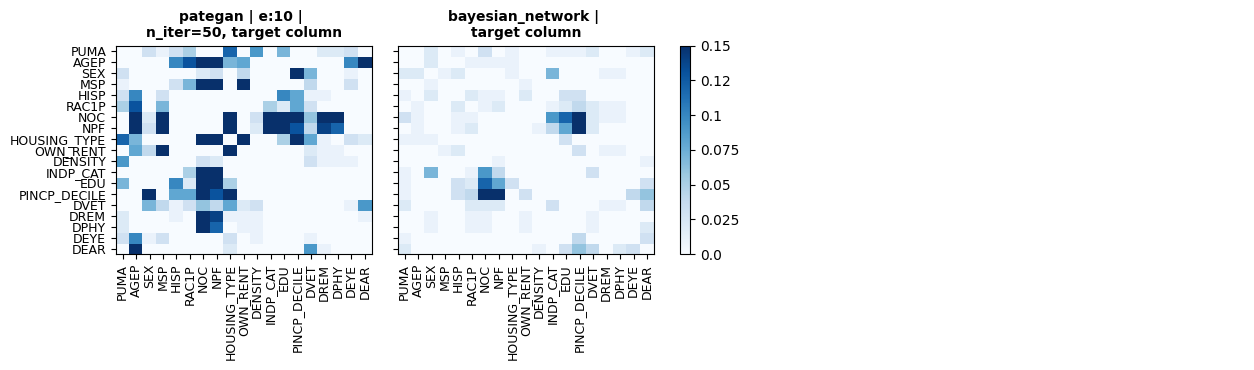 pategan | e:10 |
n_iter=50, target column
bayesian_network |
target column
PUMA
AGEP
SEX
MSP
HISP
RAC1P
NOC
NPF
HOUSING_TYPE
OWN_RENT
DENSITY
INDP_CAT
EDU
PINCP_DECILE
DVET
DREM
DPHY
DEYE
DEAR
0.15
0.125
0.1
0.075
0.05
0.025
0.0
PUMA
AGEP
SEX
MSP
HISP
RAC1P
NOC
NPF
HOUSING_TYPE
OWN_RENT
DENSITY
INDP_CAT
EDU
PINCP_DECILE
DVET
DREM
DPHY
DEYE
DEAR
PUMA
AGEP
SEX
MSP
HISP
RAC1P
NOC
NPF
HOUSING_TYPE
OWN_RENT
DENSITY
INDP_CAT
EDU
PINCP_DECILE
DVET
DREM
DPHY
DEYE
DEAR